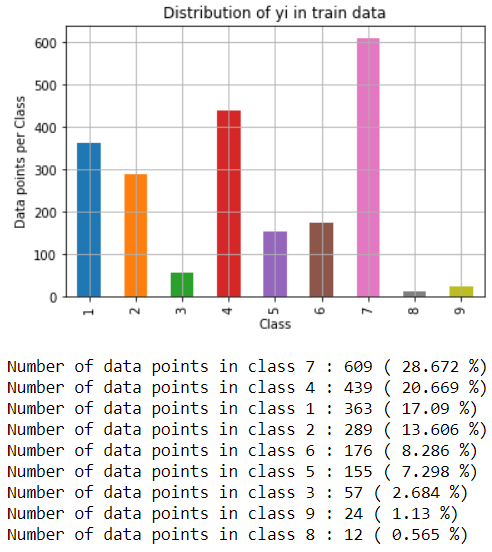 Distribution of yi in train data
600
500
400
300
200
100
0
Data points per Class
1 2 3 4 5 6 7 8 9
Class
Number of data points in class 7 : 609 ( 28.672 %)
Number of data points in class 4 : 439 ( 20.669 %)
Number of data points in class 1 : 363 ( 17.09 %)
Number of data points in class 2 : 289 ( 13.606 %)
Number of data points in class 6 : 176 ( 8.286 %)
Number of data points in class 5 : 155 ( 7.298 %)
Number of data points in class 3 : 57 ( 2.684 %)
Number of data points in class 9 : 24 ( 1.13 %)
Number of data points in class 8 : 12 ( 0.565 %)